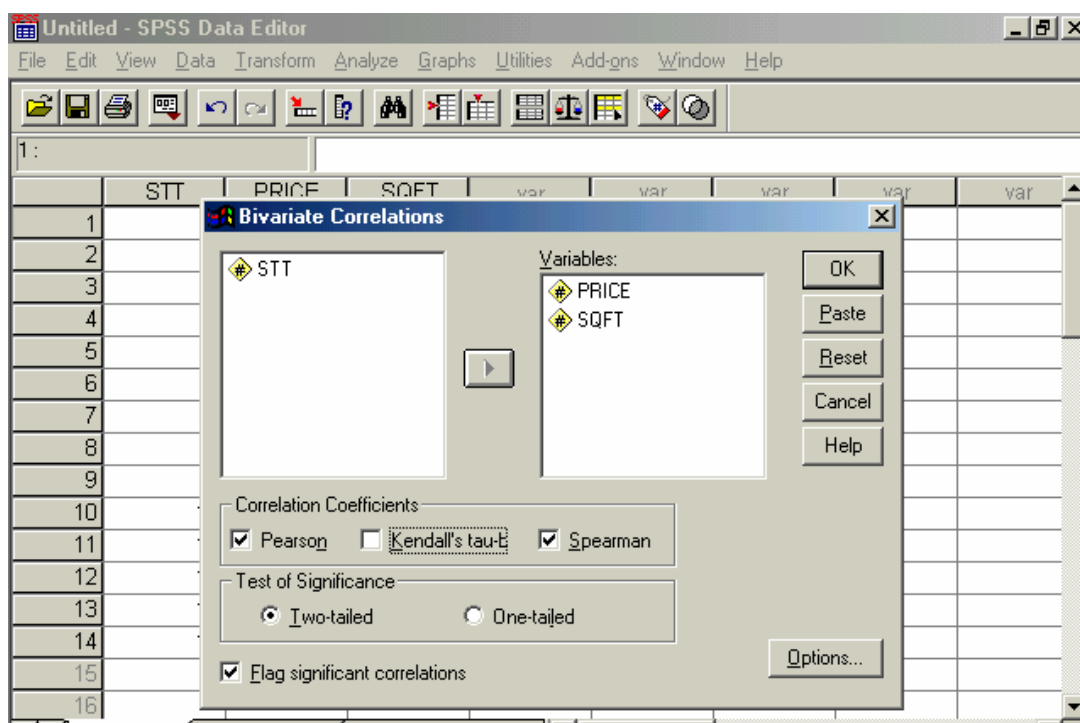 Untitled - SPSS Data Editor
File Edit View Data Transform Analyze Graphs Utilities Add-ons Window Help
1 :
STT PRICE SQFT var var var var var
Bivariate Correlations
1
2
3
4
5
6
7
8
9
10
11
12
13
14
15
16
STT
Variables:
PRICE
SQFT
OK
Paste
Reset
Cancel
Help
Correlation Coefficients
Pearson Kendall's tau-b Spearman
Test of Significance
Two-tailed One-tailed
Flag significant correlations
Options...